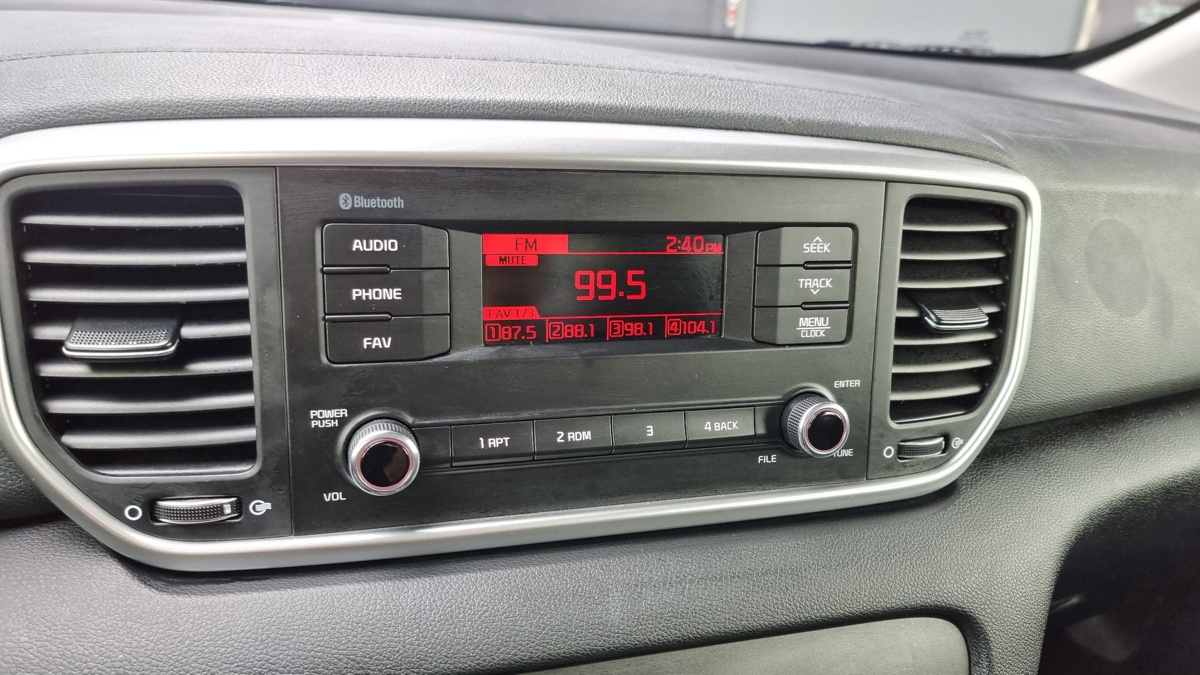 Bluetooth
AUDIO
PHONE
FAV
FM 2:40PM
MUTE
99.5
FAV 1/3
1 87.5 2 88.1 3 98.1 4 104.1
SEEK
TRACK
MENU
CLOCK
POWER
PUSH
VOL
1 RPT 2 RDM 3 4 BACK
ENTER
FILE
TUNE